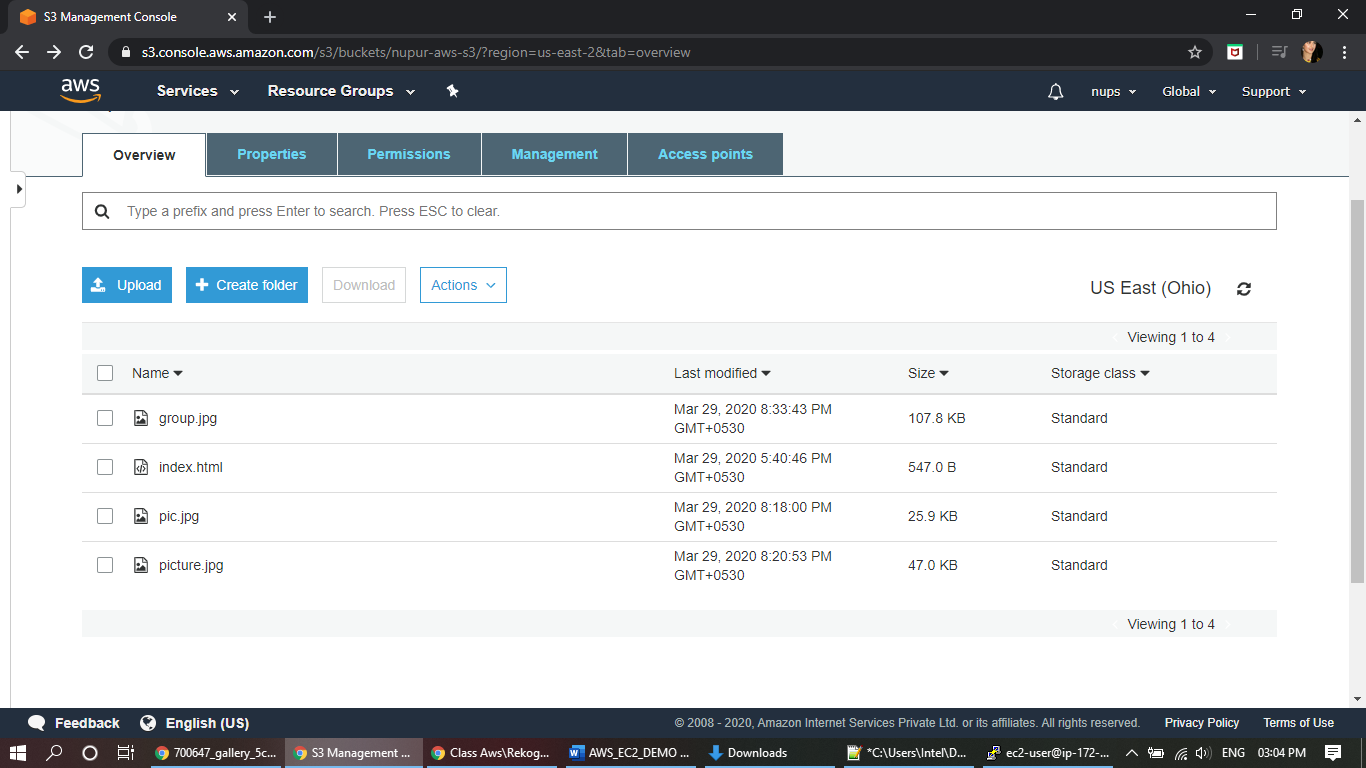 S3 Management Console
s3.console.aws.amazon.com/s3/buckets/nupur-aws-s3/?region=us-east-2&tab=overview
aws Services Resource Groups nups Global Support
Overview Properties Permissions Management Access points
Type a prefix and press Enter to search. Press ESC to clear.
Upload Create folder Download Actions US East (Ohio)
Viewing 1 to 4
Name Last modified Size Storage class
group.jpg Mar 29, 2020 8:33:43 PM GMT+0530 107.8 KB Standard
index.html Mar 29, 2020 5:40:46 PM GMT+0530 547.0 B Standard
pic.jpg Mar 29, 2020 8:18:00 PM GMT+0530 25.9 KB Standard
picture.jpg Mar 29, 2020 8:20:53 PM GMT+0530 47.0 KB Standard
Viewing 1 to 4
Feedback English (US) © 2008 - 2020, Amazon Internet Services Private Ltd. or its affiliates. All rights reserved. Privacy Policy Terms of Use
700647_gallery_5c... S3 Management ... Class Aws\Rekog... AWS_EC2_DEMO ... Downloads *C:\Users\Intel\D... ec2-user@ip-172-... ENG 03:04 PM